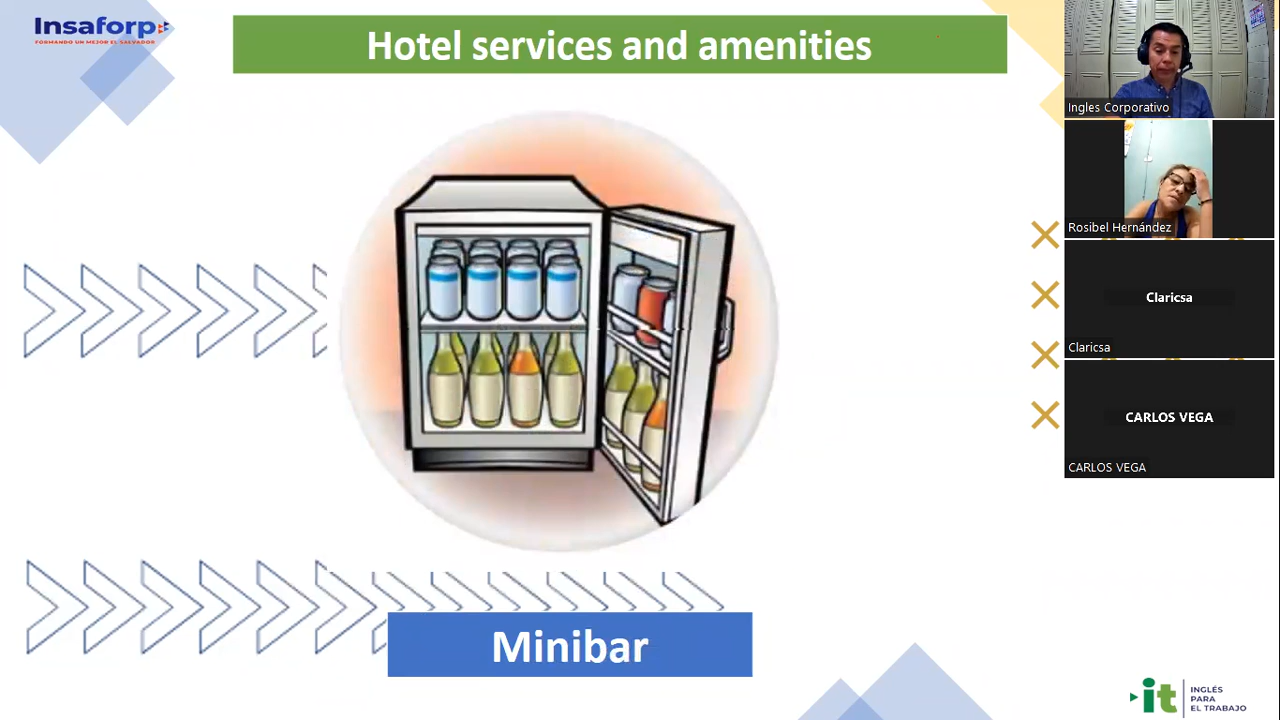 Insaforp
FORMANDO UN MEJOR EL SALVADOR
Hotel services and amenities
Minibar
Ingles Corporativo
Rosibel Hernández
Claricsa
Claricsa
CARLOS VEGA
CARLOS VEGA
it
INGLÉS
PARA
EL TRABAJO